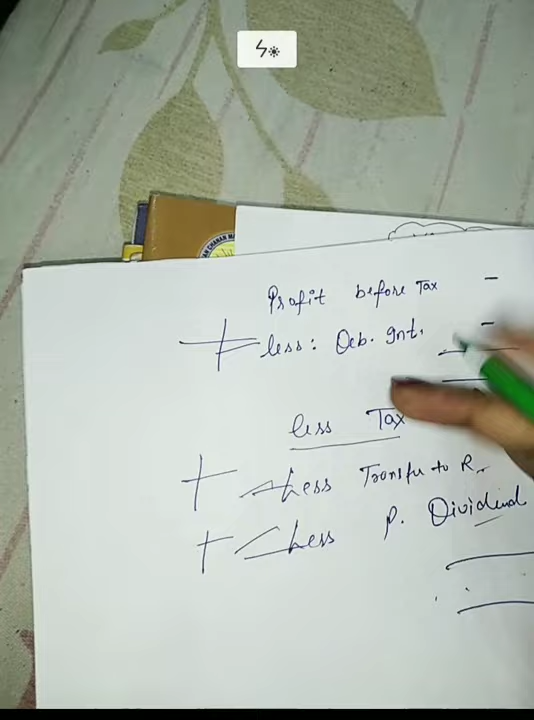 Profit before Tax -
+ less: Deb. Int. -
less Tax
+ Less Transfer to R.
+ Less P. Dividend